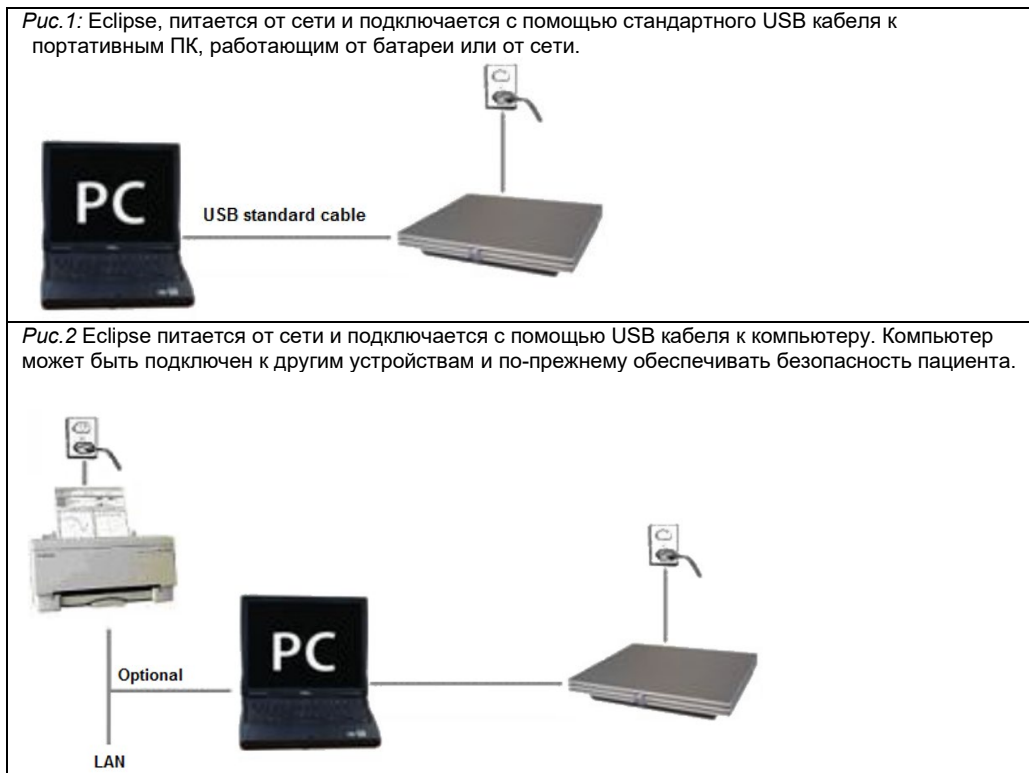 Рис.1: Eclipse, питается от сети и подключается с помощью стандартного USB кабеля к
портативным ПК, работающим от батареи или от сети.
PC
USB standard cable
Рис.2 Eclipse питается от сети и подключается с помощью USB кабеля к компьютеру. Компьютер
может быть подключен к другим устройствам и по-прежнему обеспечивать безопасность пациента.
PC
Optional
LAN